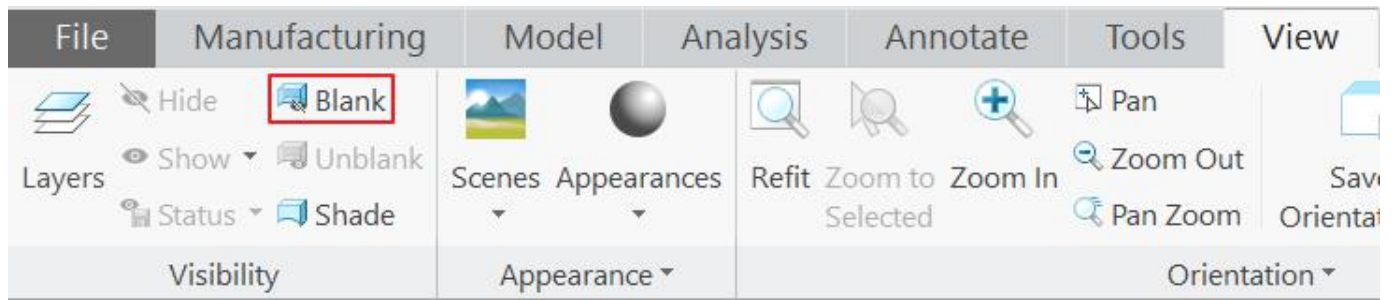 File Manufacturing Model Analysis Annotate Tools View
Hide Blank Pan
Show Unblank Zoom Out
Layers Scenes Appearances Refit Zoom to Selected Zoom In
Status Shade Pan Zoom
Visibility Appearance Orientation